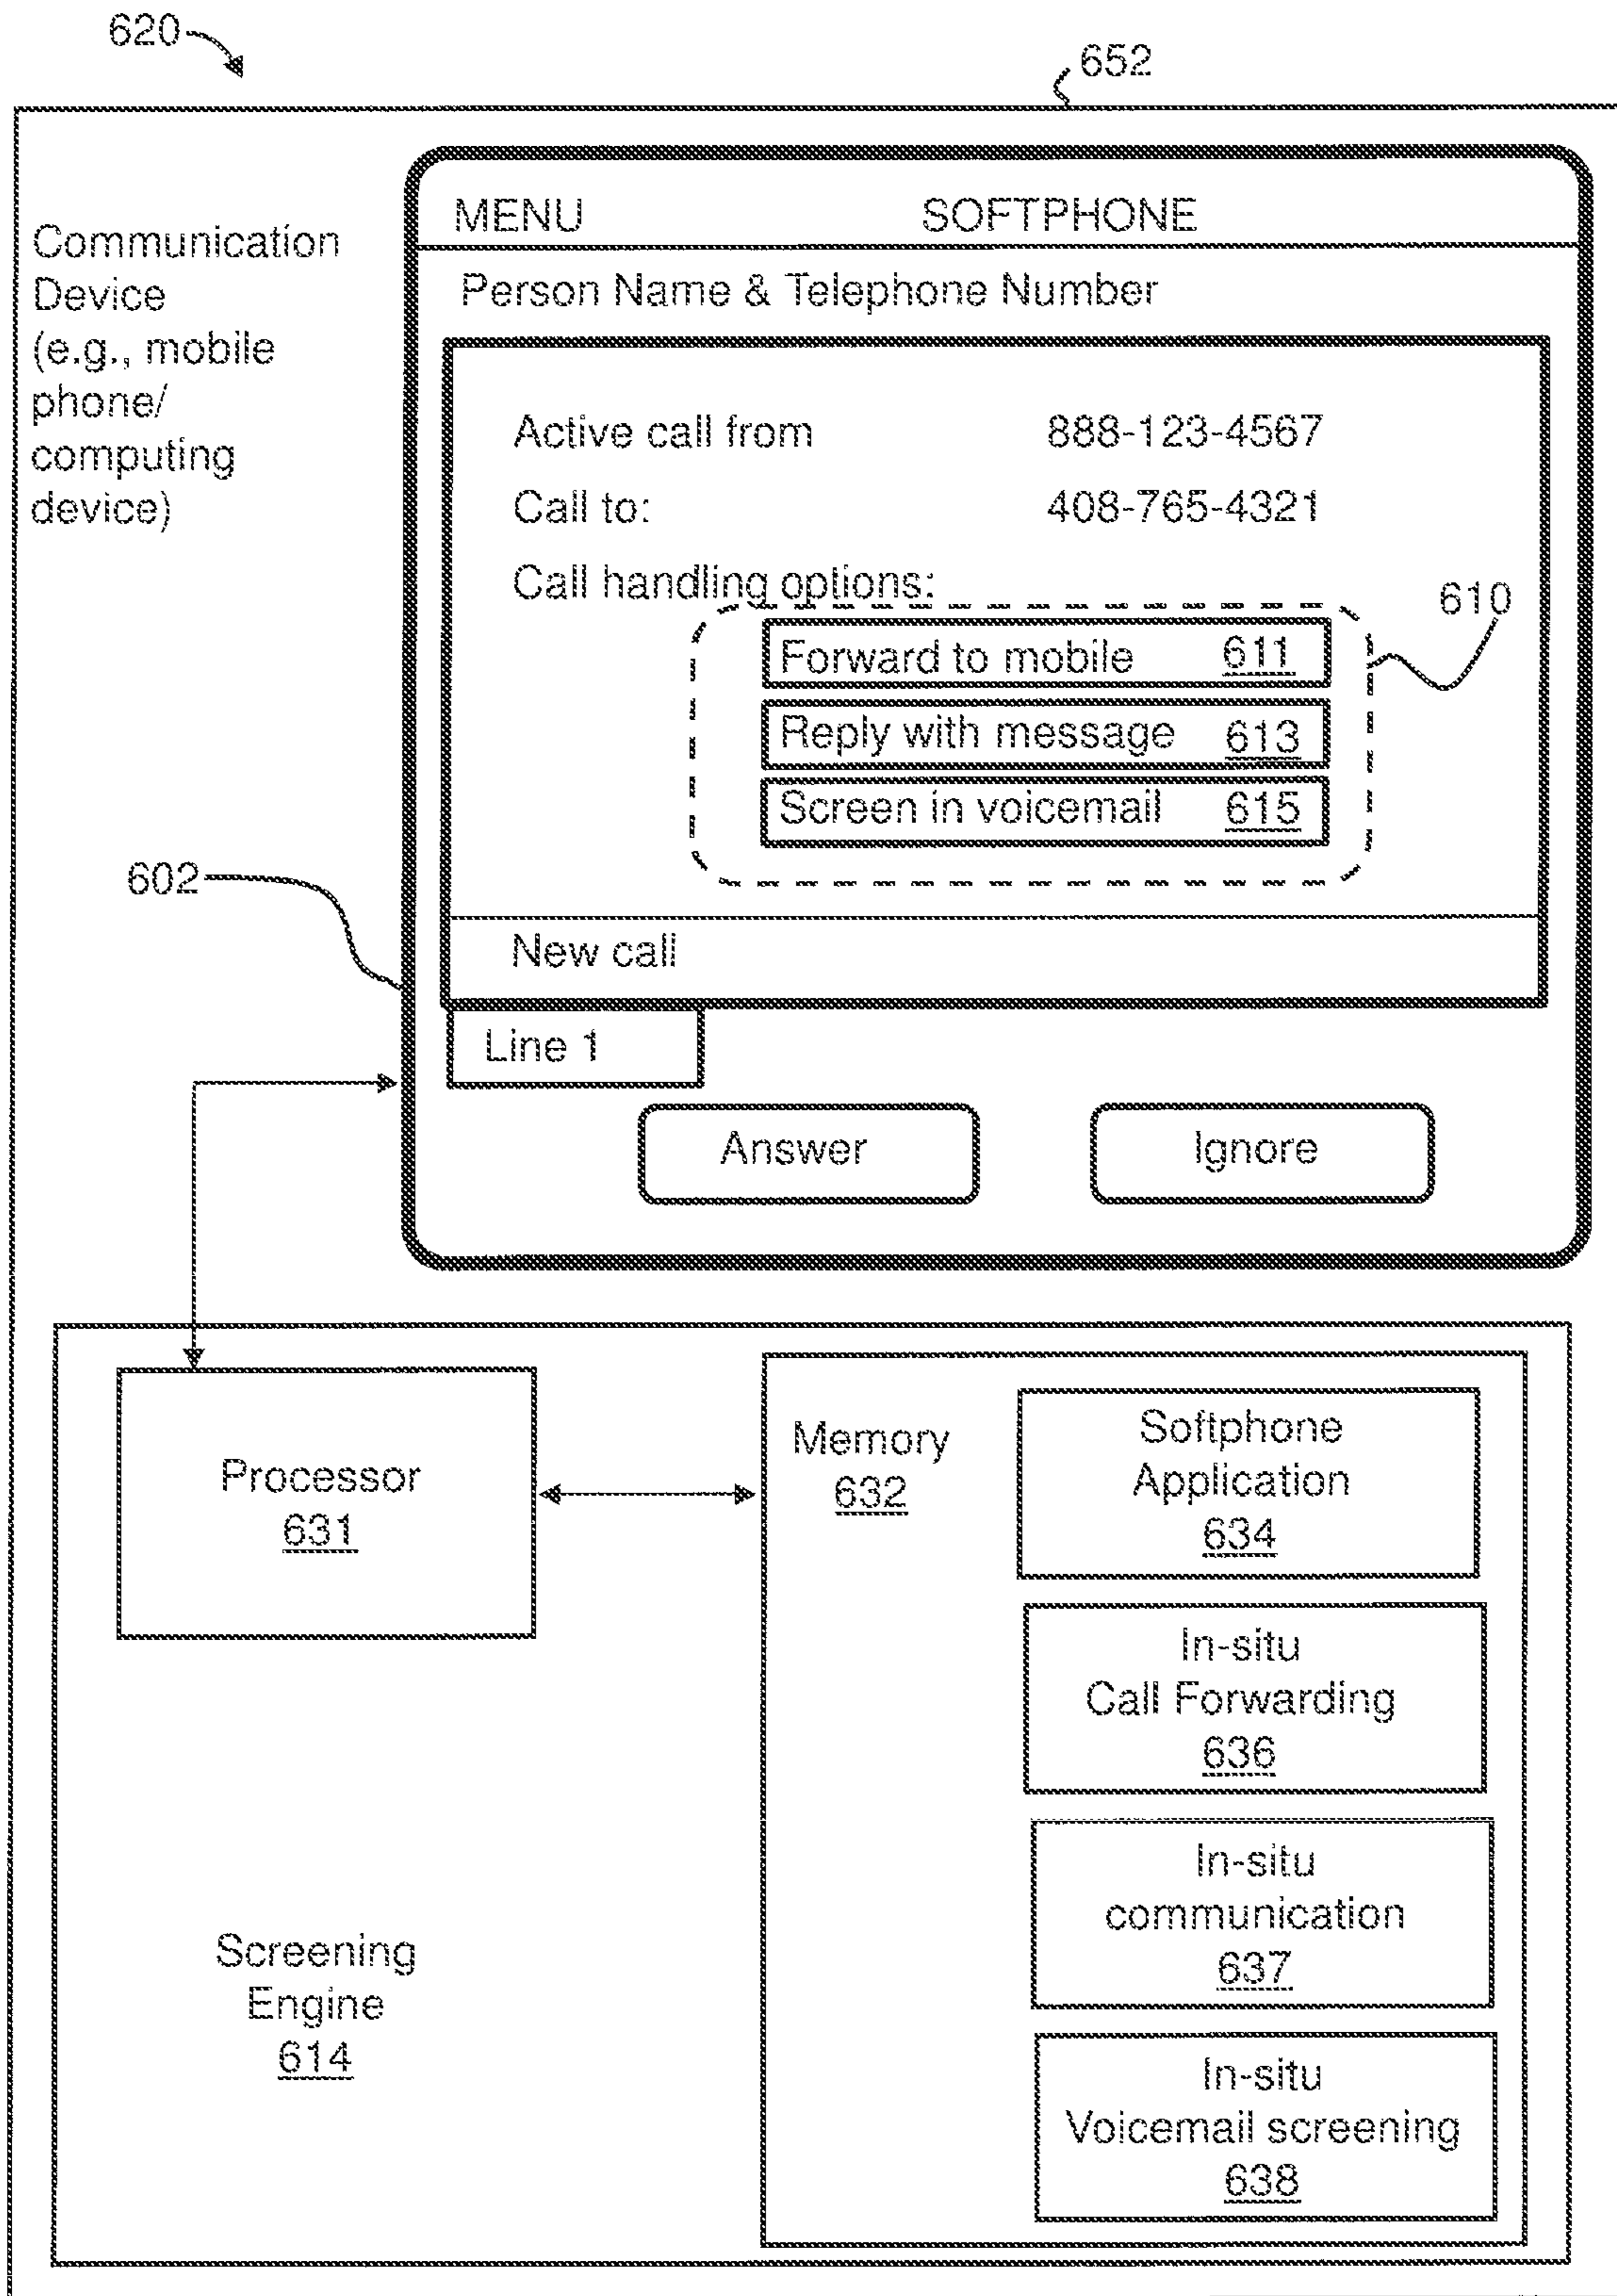 620
652
Communication
Device
(e.g., mobile
phone/
computing
device)
MENU SOFTPHONE
Person Name & Telephone Number
Active call from 888-123-4567
Call to: 408-765-4321
Call handling options:
610
Forward to mobile 611
Reply with message 613
Screen in voicemail 615
602
New call
Line 1
Answer Ignore
Processor
631
Memory
632
Softphone
Application
634
In-situ
Call Forwarding
636
In-situ
communication
637
In-situ
Voicemail screening
638
Screening
Engine
614